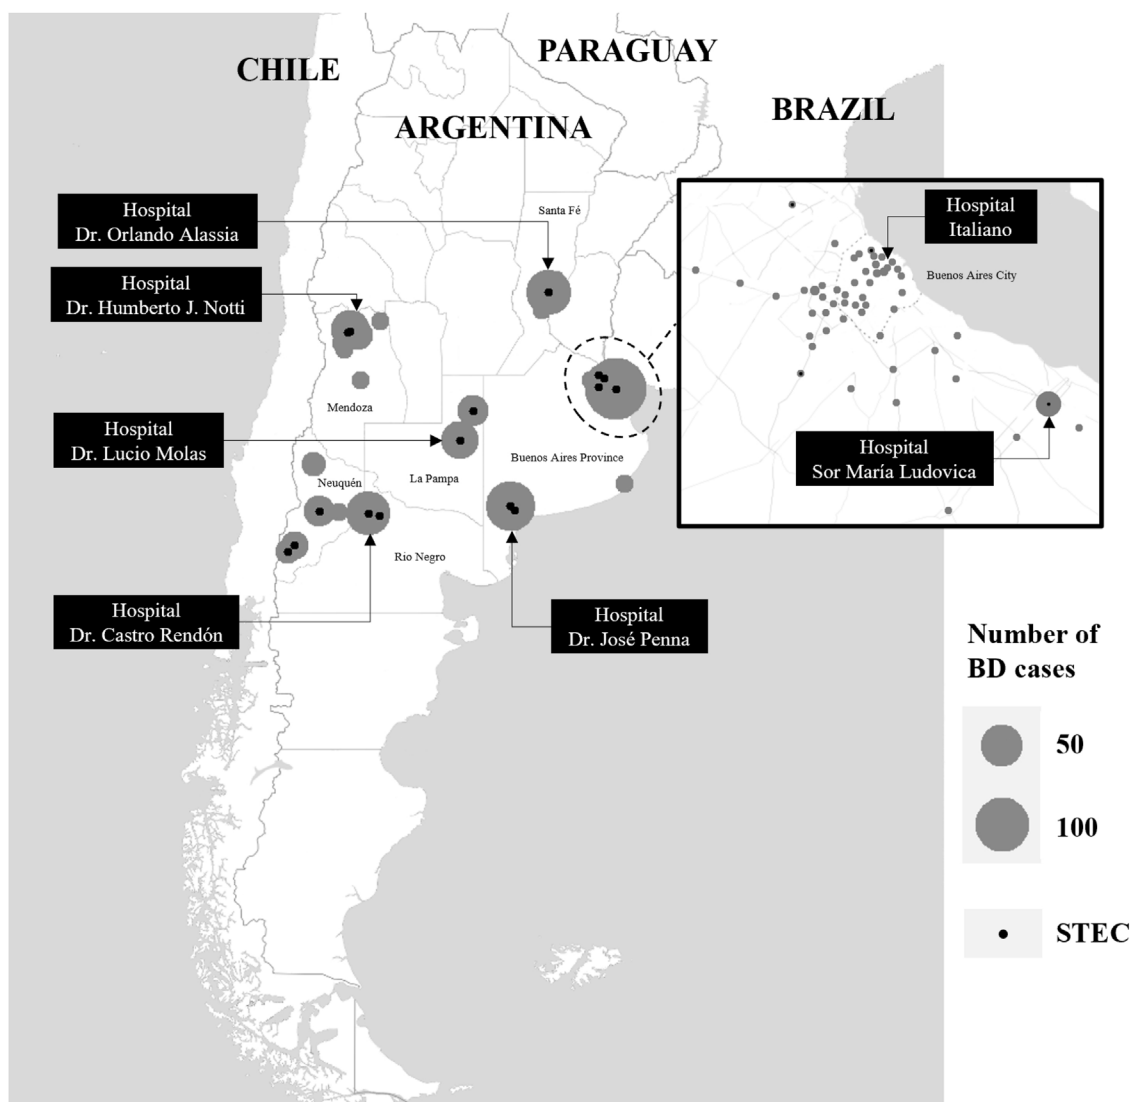 PARAGUAY
CHILE
BRAZIL
ARGENTINA
Hospital
Dr. Orlando Alassia
Santa Fé
Hospital
Italiano
Buenos Aires City
Hospital
Dr. Humberto J. Notti
Mendoza
Hospital
Dr. Lucio Molas
Buenos Aires Province
La Pampa
Neuquén
Hospital
Sor María Ludovica
Rio Negro
Hospital
Dr. Castro Rendón
Hospital
Dr. José Penna
Number of
BD cases
50
100
STEC